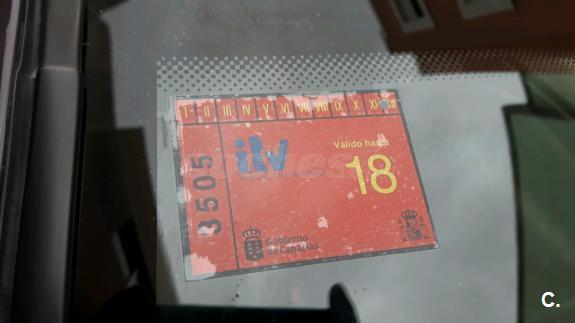 I II III IV V VI VII VIII IX X XI XII
itv
Válido hasta
18
3505
Gobierno
de Canarias
C.